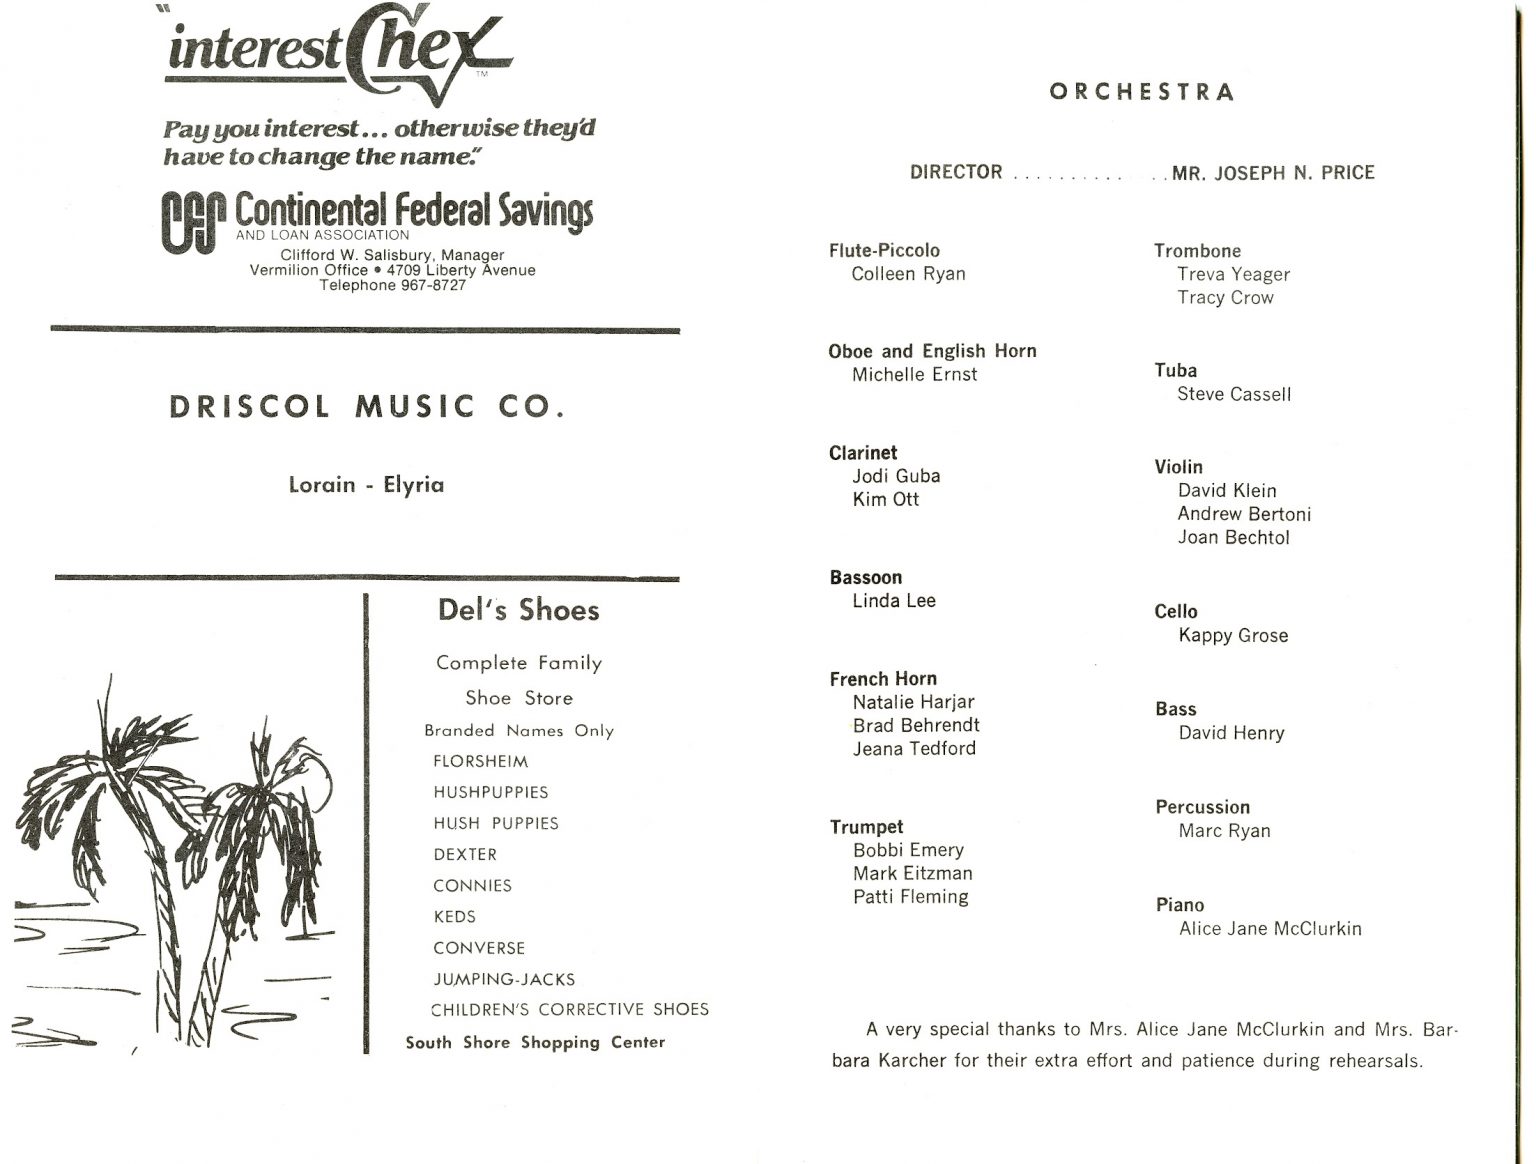 "interest Chex™
Pay you interest... otherwise they'd
have to change the name."
CFS Continental Federal Savings
AND LOAN ASSOCIATION
Clifford W. Salisbury, Manager
Vermilion Office • 4709 Liberty Avenue
Telephone 967-8727
DRISCOL MUSIC CO.
Lorain - Elyria
Del's Shoes
Complete Family
Shoe Store
Branded Names Only
FLORSHEIM
HUSHPUPPIES
HUSH PUPPIES
DEXTER
CONNIES
KEDS
CONVERSE
JUMPING-JACKS
CHILDREN'S CORRECTIVE SHOES
South Shore Shopping Center
ORCHESTRA
DIRECTOR . . . . . . . . . . . . . MR. JOSEPH N. PRICE
Flute-Piccolo
Colleen Ryan
Oboe and English Horn
Michelle Ernst
Clarinet
Jodi Guba
Kim Ott
Bassoon
Linda Lee
French Horn
Natalie Harjar
Brad Behrendt
Jeana Tedford
Trumpet
Bobbi Emery
Mark Eitzman
Patti Fleming
Trombone
Treva Yeager
Tracy Crow
Tuba
Steve Cassell
Violin
David Klein
Andrew Bertoni
Joan Bechtol
Cello
Kappy Grose
Bass
David Henry
Percussion
Marc Ryan
Piano
Alice Jane McClurkin
A very special thanks to Mrs. Alice Jane McClurkin and Mrs. Bar-
bara Karcher for their extra effort and patience during rehearsals.